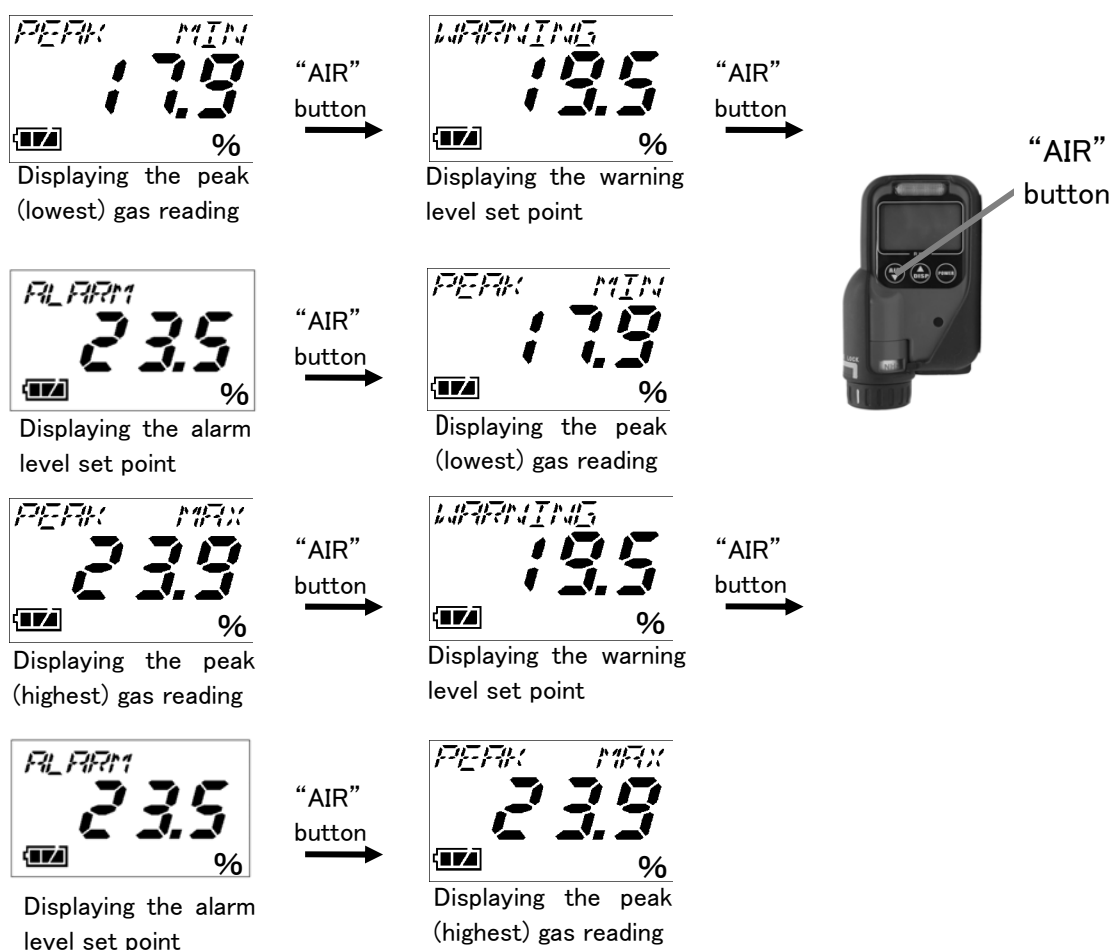 PEAK MIN
17.9
%
Displaying the peak
(lowest) gas reading
“AIR”
button
WARNING
19.5
%
Displaying the warning
level set point
“AIR”
button
“AIR”
button
AIR
DISP
POWER
LOCK
ALARM
23.5
%
Displaying the alarm
level set point
“AIR”
button
PEAK MIN
17.9
%
Displaying the peak
(lowest) gas reading
PEAK MAX
23.9
%
Displaying the peak
(highest) gas reading
“AIR”
button
WARNING
19.5
%
Displaying the warning
level set point
“AIR”
button
ALARM
23.5
%
Displaying the alarm
level set point
“AIR”
button
PEAK MAX
23.9
%
Displaying the peak
(highest) gas reading